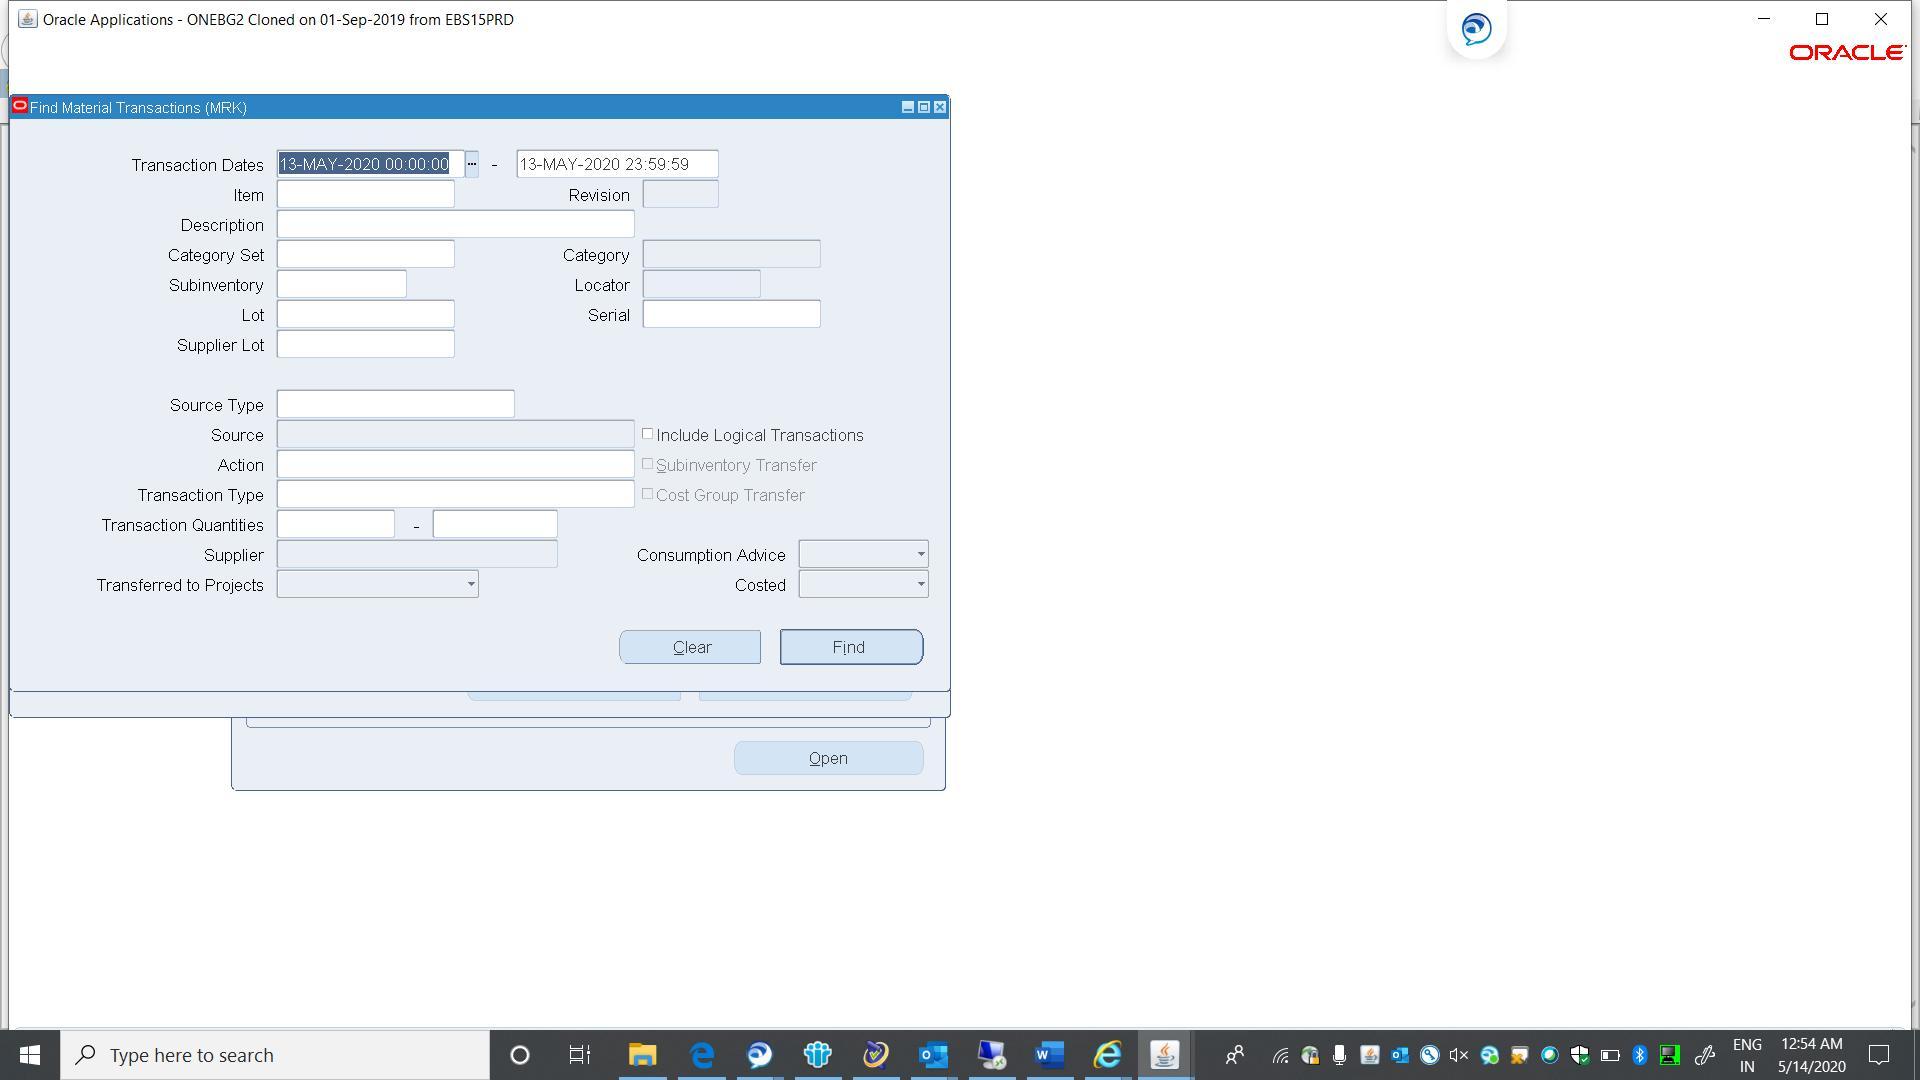 Oracle Applications - ONEBG2 Cloned on 01-Sep-2019 from EBS15PRD
ORACLE
Find Material Transactions (MRK)
Transaction Dates 13-MAY-2020 00:00:00 ... - 13-MAY-2020 23:59:59
Item Revision
Description
Category Set Category
Subinventory Locator
Lot Serial
Supplier Lot
Source Type
Source Include Logical Transactions
Action Subinventory Transfer
Transaction Type Cost Group Transfer
Transaction Quantities -
Supplier Consumption Advice
Transferred to Projects Costed
Clear Find
Open
Type here to search
ENG 12:54 AM
IN 5/14/2020